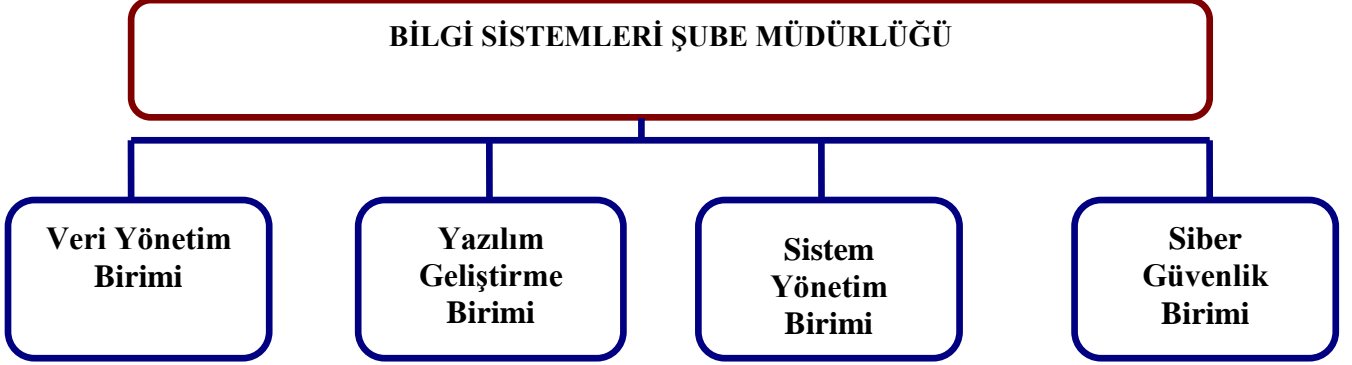 BİLGİ SİSTEMLERİ ŞUBE MÜDÜRLÜĞÜ
Veri Yönetim
Birimi
Yazılım
Geliştirme
Birimi
Sistem
Yönetim
Birimi
Siber
Güvenlik
Birimi